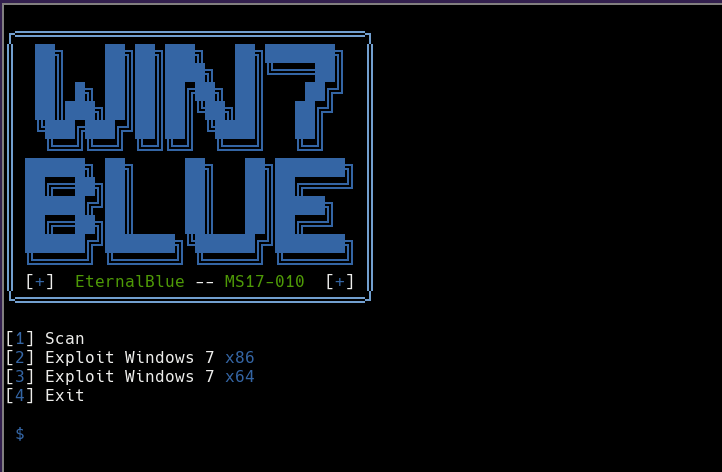 WIN7
BLUE
[+] EternalBlue -- MS17-010 [+]
[1] Scan
[2] Exploit Windows 7 x86
[3] Exploit Windows 7 x64
[4] Exit
$